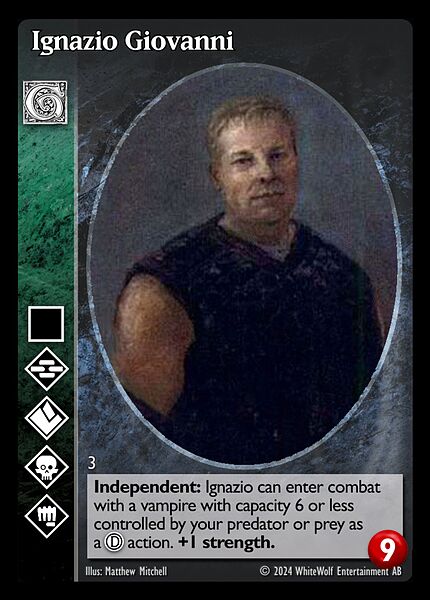 Ignazio Giovanni
G
3
Independent: Ignazio can enter combat
with a vampire with capacity 6 or less
controlled by your predator or prey as
a Ⓓ action. +1 strength.
9
Illus: Matthew Mitchell © 2024 WhiteWolf Entertainment AB